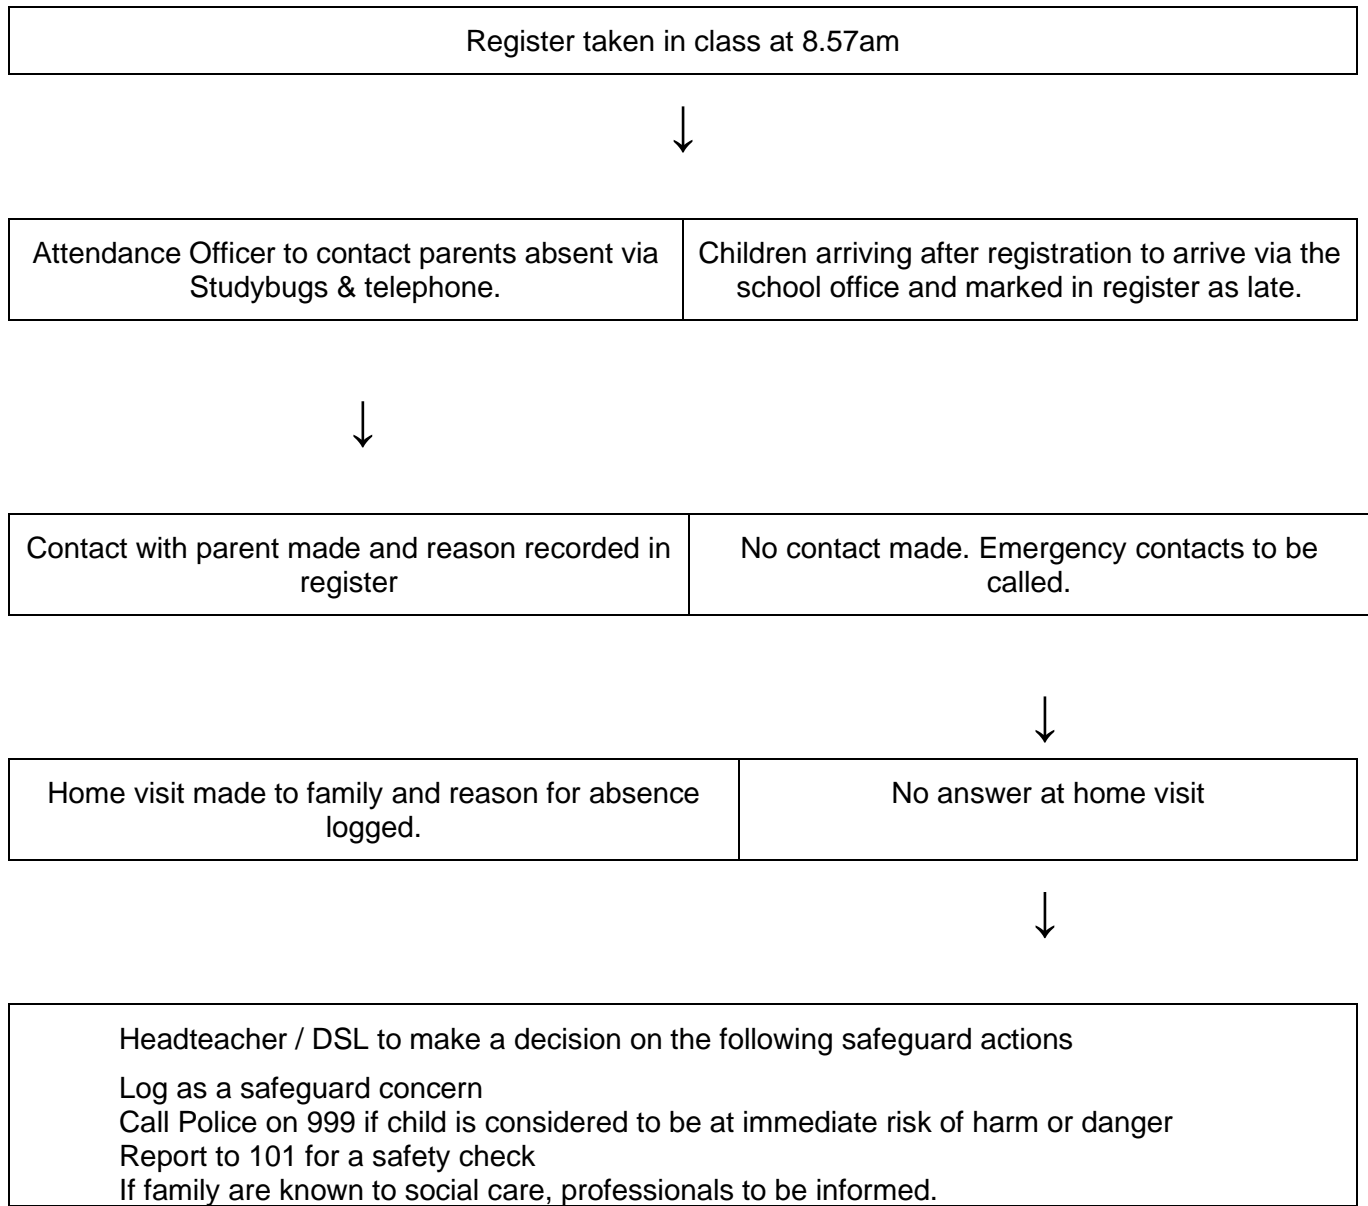 Register taken in class at 8.57am
↓
Attendance Officer to contact parents absent via
Studybugs & telephone.
Children arriving after registration to arrive via the
school office and marked in register as late.
↓
Contact with parent made and reason recorded in
register
No contact made. Emergency contacts to be
called.
↓
Home visit made to family and reason for absence
logged.
No answer at home visit
↓
Headteacher / DSL to make a decision on the following safeguard actions
Log as a safeguard concern
Call Police on 999 if child is considered to be at immediate risk of harm or danger
Report to 101 for a safety check
If family are known to social care, professionals to be informed.